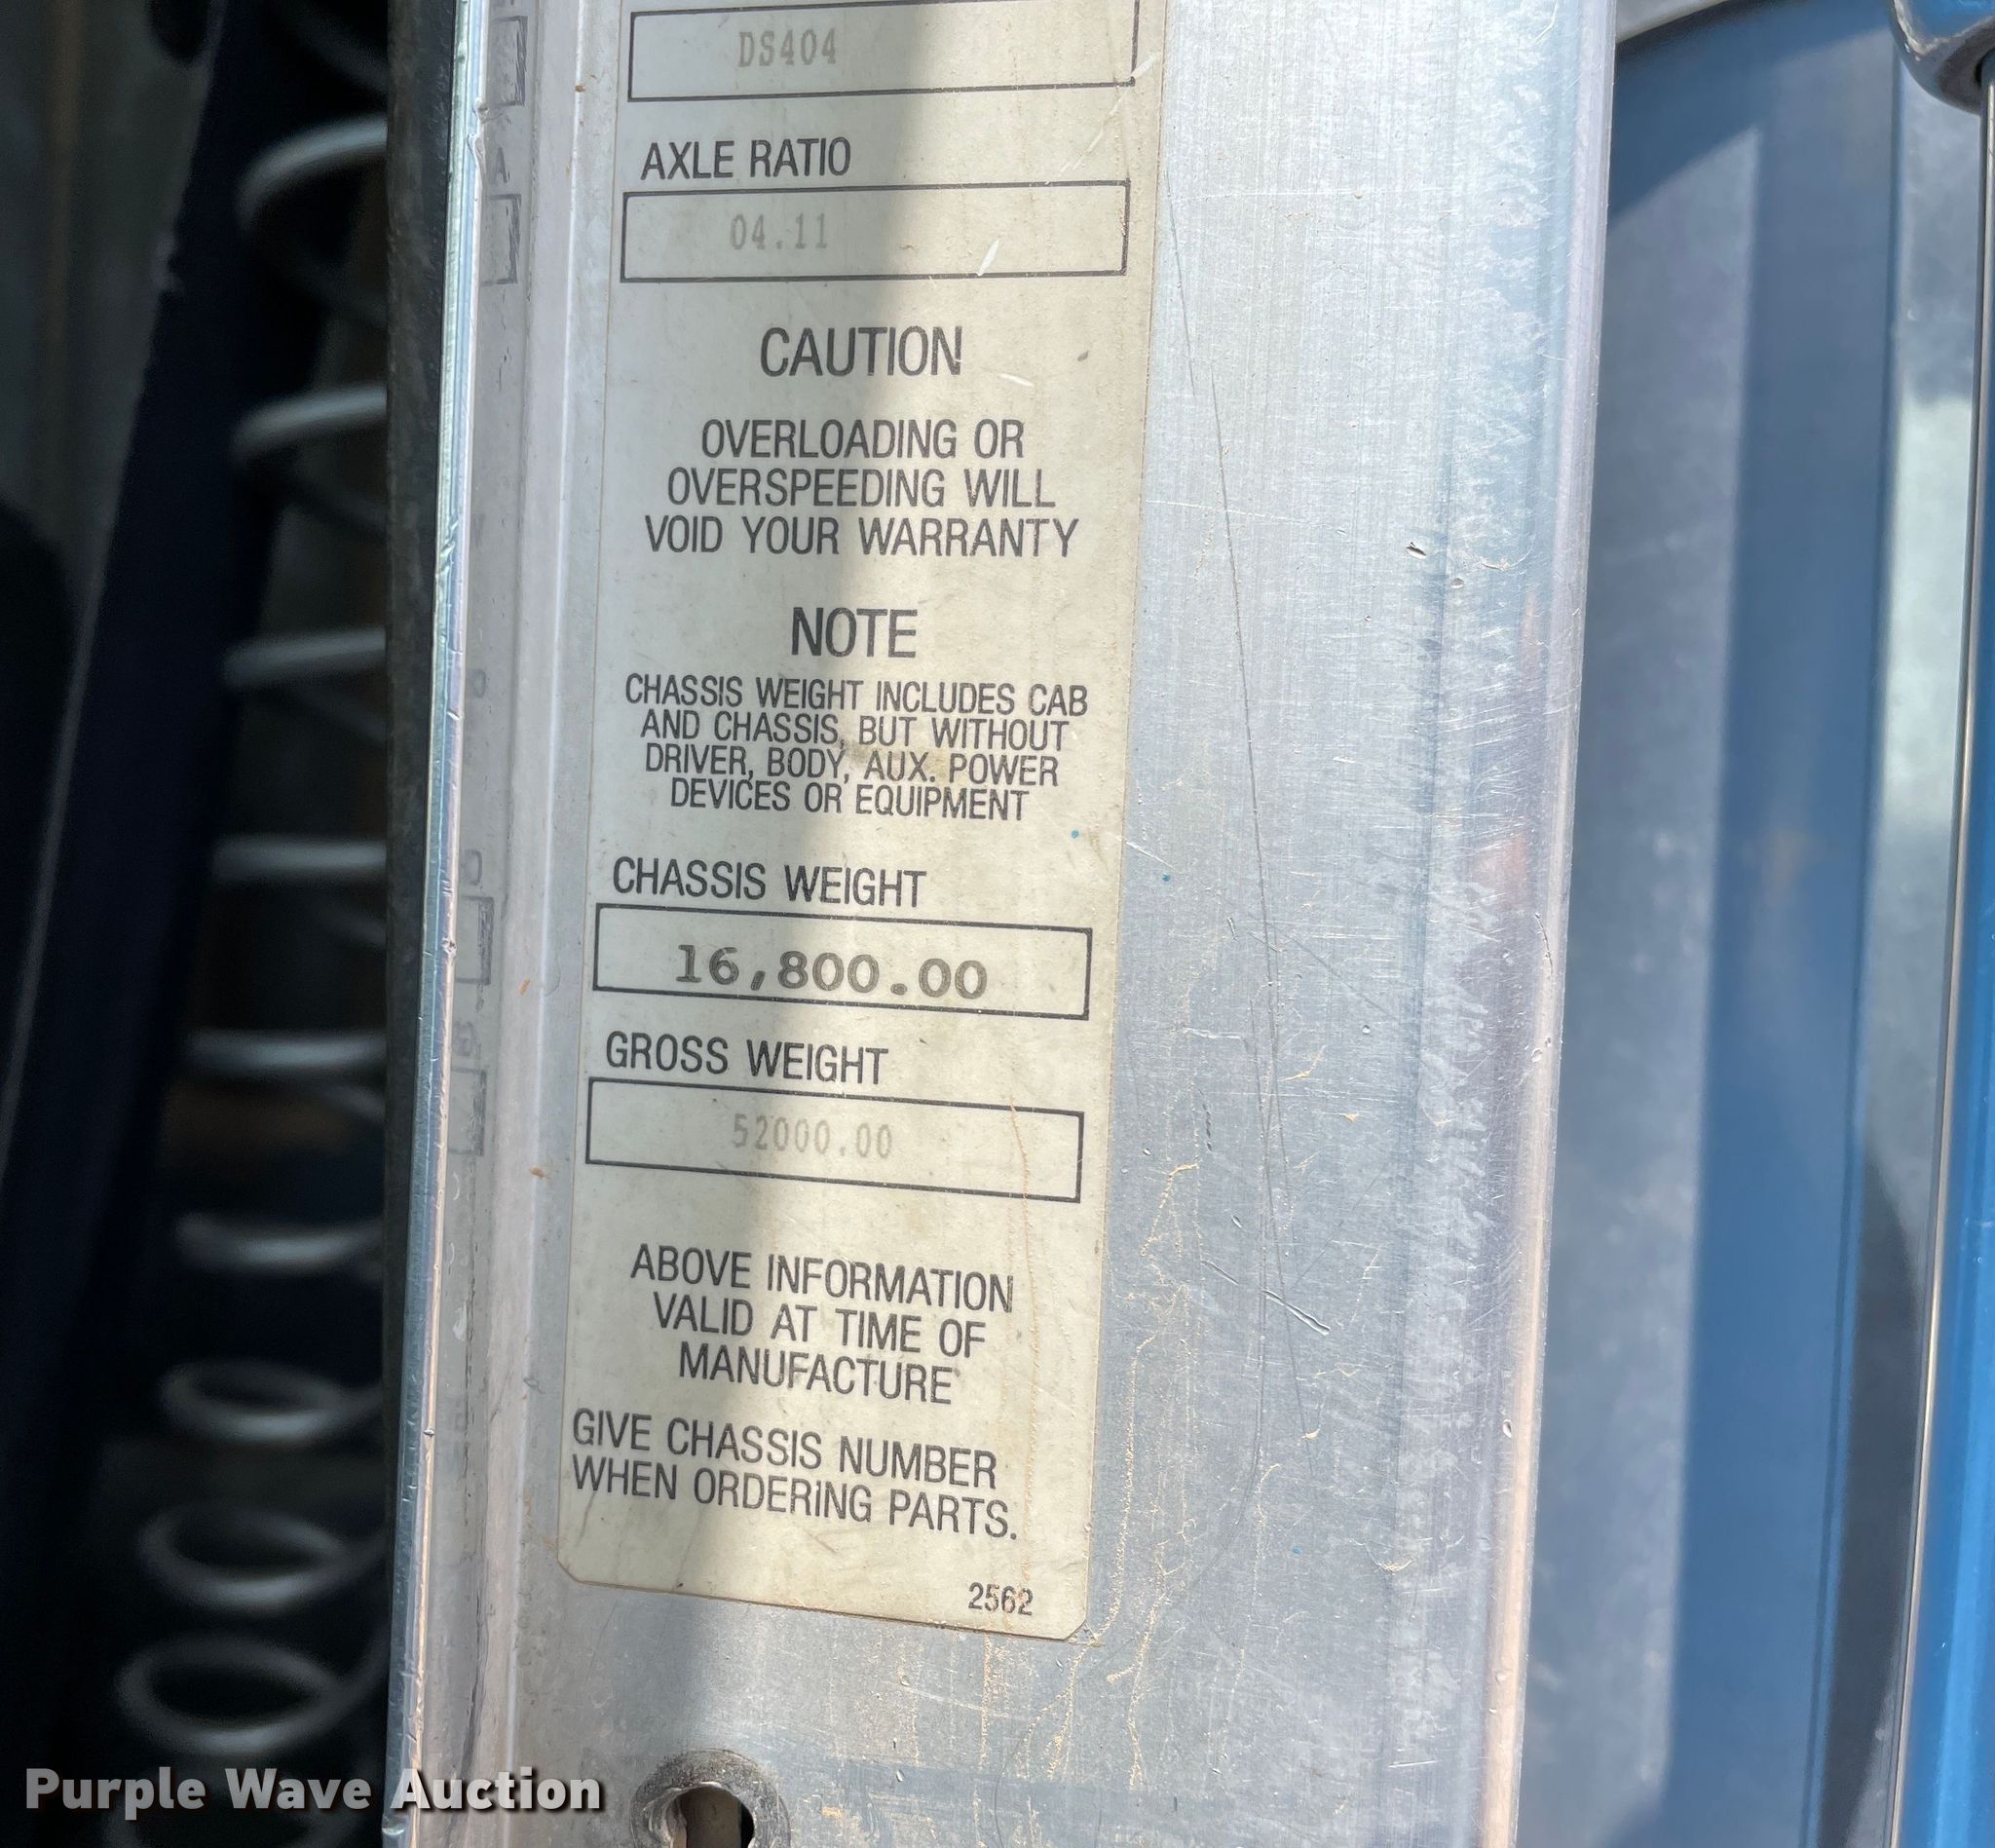 DS404
AXLE RATIO
04.11
CAUTION
OVERLOADING OR
OVERSPEEDING WILL
VOID YOUR WARRANTY
NOTE
CHASSIS WEIGHT INCLUDES CAB
AND CHASSIS, BUT WITHOUT
DRIVER, BODY, AUX. POWER
DEVICES OR EQUIPMENT
CHASSIS WEIGHT
16,800.00
GROSS WEIGHT
52000.00
ABOVE INFORMATION
VALID AT TIME OF
MANUFACTURE
GIVE CHASSIS NUMBER
WHEN ORDERING PARTS.
2562
Purple Wave Auction